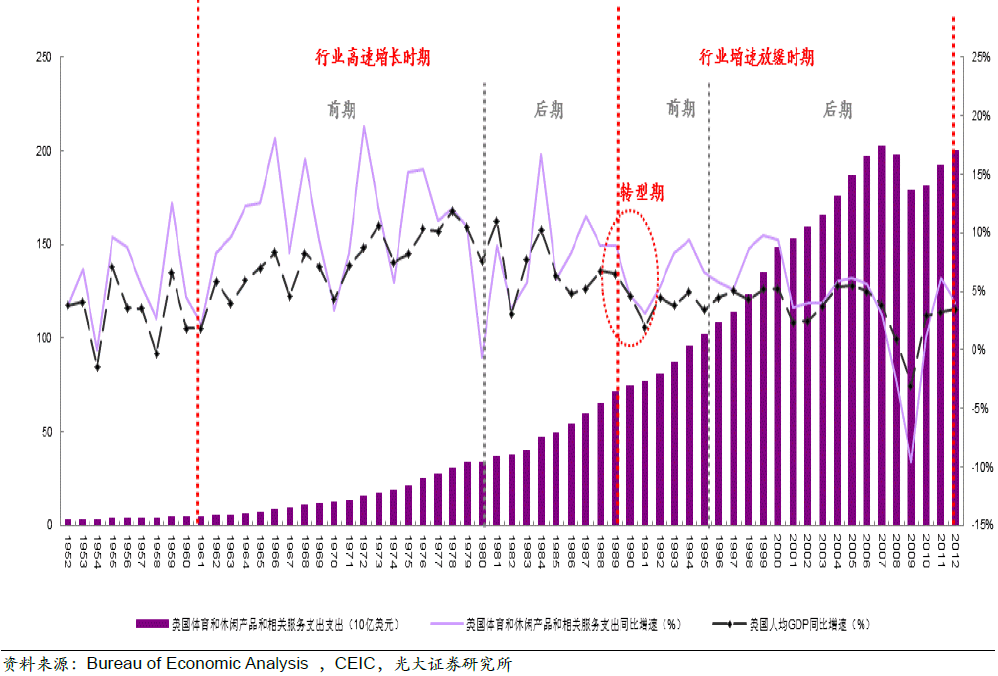 行业高速增长时期 行业增速放缓时期
前期 后期 前期 后期
转型期
250 25%
20%
200
15%
150 10%
5%
100 0%
-5%
50
-10%
0 -15%
1952 1953 1954 1955 1956 1957 1958 1959 1960 1961 1962 1963 1964 1965 1966 1967 1968 1969 1970 1971 1972 1973 1974 1975 1976 1977 1978 1979 1980 1981 1982 1983 1984 1985 1986 1987 1988 1989 1990 1991 1992 1993 1994 1995 1996 1997 1998 1999 2000 2001 2002 2003 2004 2005 2006 2007 2008 2009 2010 2011 2012
美国体育和休闲产品和相关服务支出支出（10亿美元） 美国体育和休闲产品和相关服务支出同比增速（%） 美国人均GDP同比增速（%）
资料来源：Bureau of Economic Analysis ，CEIC，光大证券研究所